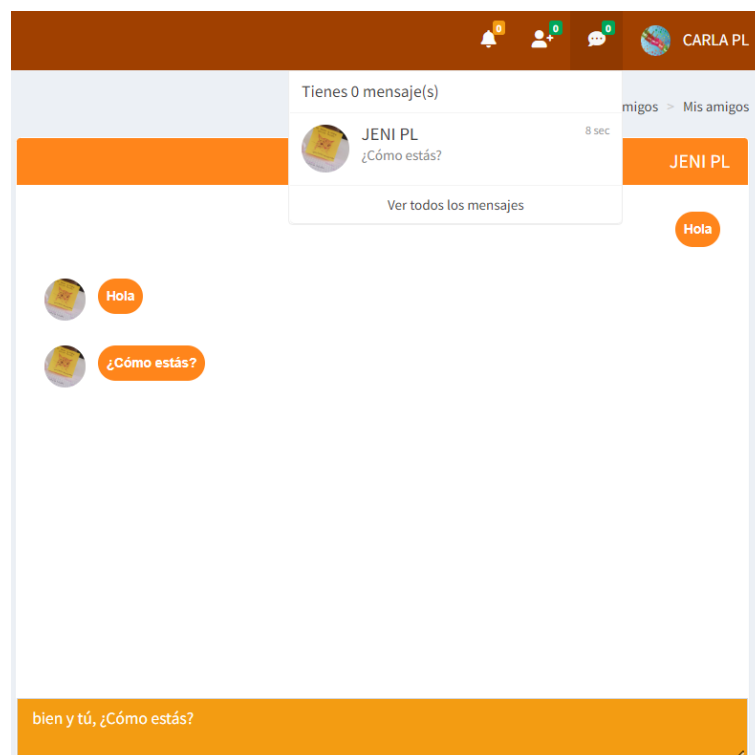 0
0
0
CARLA PL
Tienes 0 mensaje(s)
migos > Mis amigos
JENI PL
8 sec
¿Cómo estás?
JENI PL
Ver todos los mensajes
Hola
Hola
¿Cómo estás?
bien y tú, ¿Cómo estás?